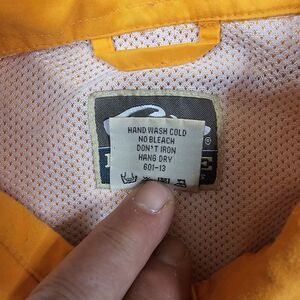 HAND WASH COLD
NO BLEACH
DON'T IRON
HANG DRY
601-13